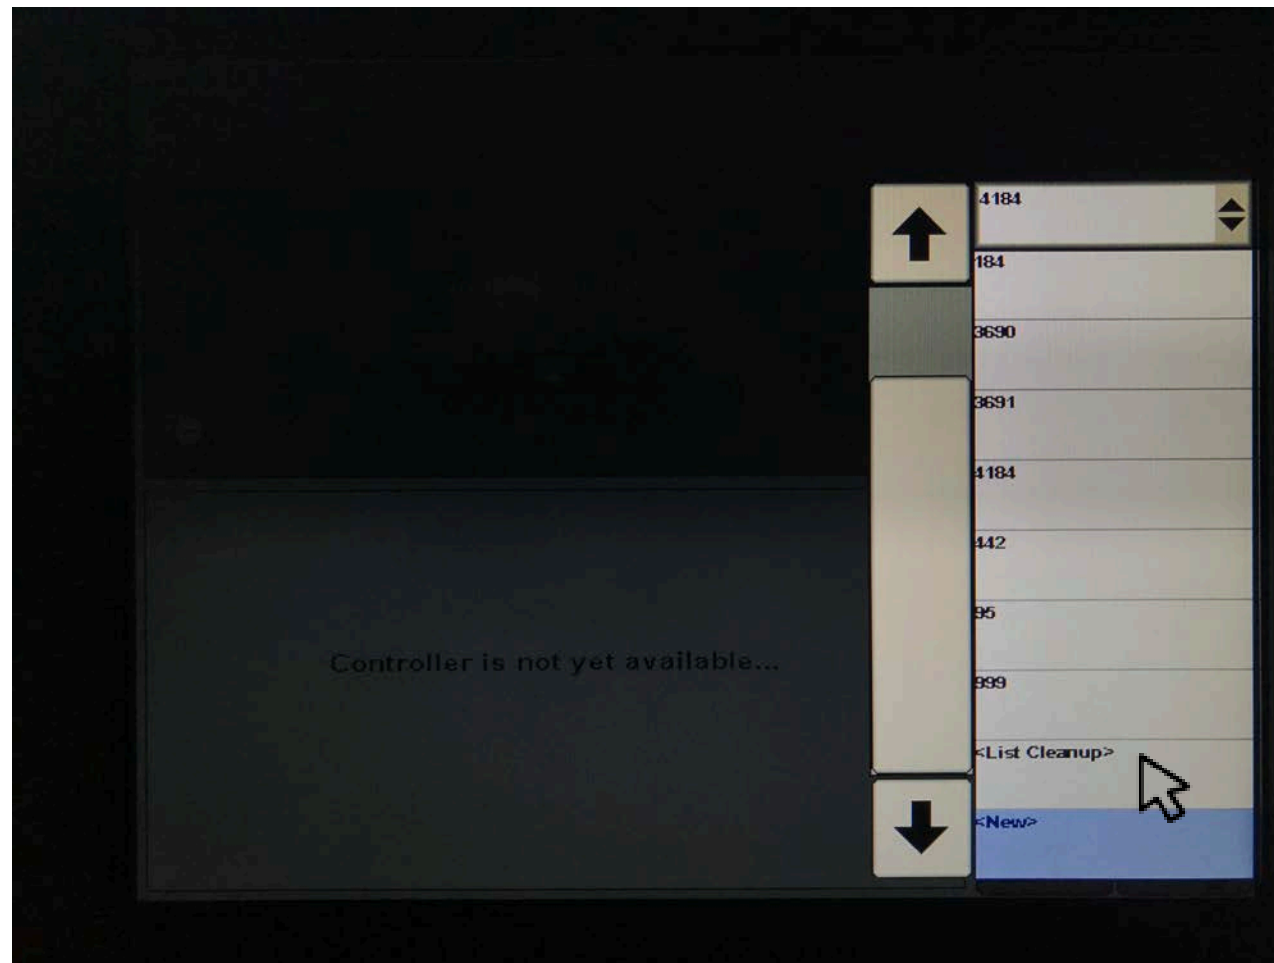 4184
184
3690
3691
4184
442
95
999
<List Cleanup>
<New>
Controller is not yet available...